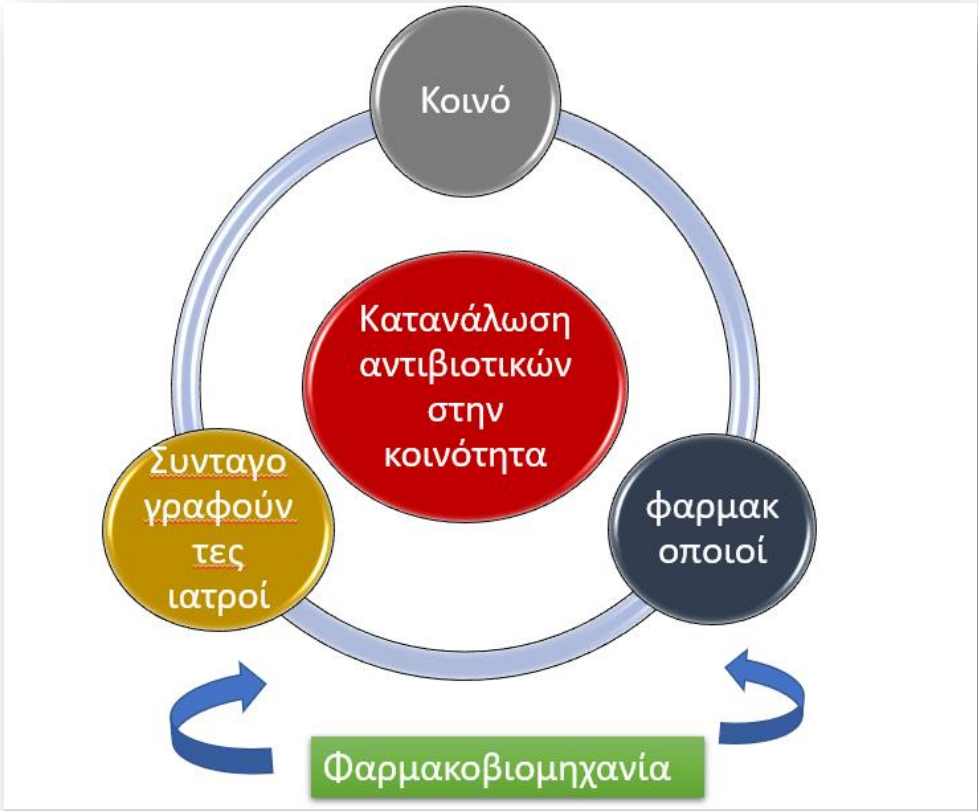 Κοινό
Κατανάλωση
αντιβιοτικών
στην
κοινότητα
Συνταγο
γραφούν
τες
ιατροί
φαρμακ
οποιοί
Φαρμακοβιομηχανία